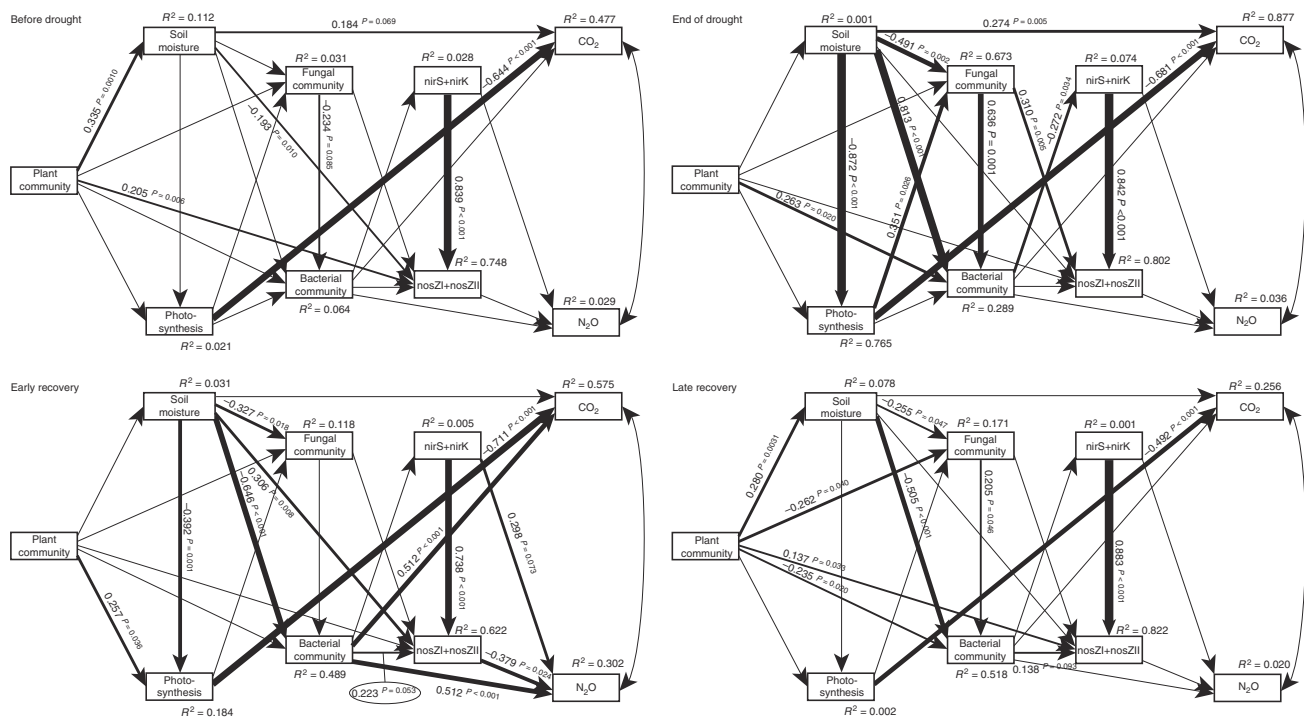 Before drought
R² = 0.112
Soil
moisture
0.184 P = 0.069
R² = 0.477
CO₂
R² = 0.031
Fungal
community
R² = 0.028
nirS+nirK
−0.644 P < 0.001
0.335 P = 0.0010
−0.193 P = 0.010
−0.234 P = 0.085
Plant
community
0.205 P = 0.006
0.839 P < 0.001
Bacterial
community
R² = 0.064
R² = 0.748
nosZI+nosZII
Photo-
synthesis
R² = 0.021
R² = 0.029
N₂O
End of drought
R² = 0.001
Soil
moisture
0.274 P = 0.005
R² = 0.877
CO₂
−0.491 P = 0.002
R² = 0.673
Fungal
community
R² = 0.074
nirS+nirK
−0.681 P < 0.001
0.813 P < 0.001
0.636 P = 0.001
0.310 P = 0.006
−0.272 P = 0.034
−0.872 P < 0.001
Plant
community
0.263 P = 0.020
0.351 P = 0.026
0.842 P <0.001
Bacterial
community
R² = 0.289
R² = 0.802
nosZI+nosZII
Photo-
synthesis
R² = 0.765
R² = 0.036
N₂O
Early recovery
R² = 0.031
Soil
moisture
R² = 0.575
CO₂
−0.327 P = 0.018
R² = 0.118
Fungal
community
R² = 0.005
nirS+nirK
−0.711 P < 0.001
−0.646 P < 0.001
0.306 P = 0.008
−0.392 P = 0.001
0.512 P < 0.001
0.738 P < 0.001
0.298 P = 0.073
Plant
community
0.257 P = 0.036
Bacterial
community
R² = 0.489
R² = 0.622
nosZI+nosZII
−0.379 P = 0.024
0.223 P = 0.053
0.512 P < 0.001
Photo-
synthesis
R² = 0.184
R² = 0.302
N₂O
Late recovery
R² = 0.078
Soil
moisture
R² = 0.256
CO₂
−0.255 P = 0.047
R² = 0.171
Fungal
community
R² = 0.001
nirS+nirK
−0.492 P < 0.001
0.280 P = 0.0031
−0.262 P = 0.040
−0.505 P < 0.001
0.205 P = 0.046
0.883 P < 0.001
Plant
community
0.137 P = 0.033
−0.235 P = 0.020
Bacterial
community
R² = 0.518
R² = 0.822
nosZI+nosZII
0.138 P = 0.093
Photo-
synthesis
R² = 0.002
R² = 0.020
N₂O